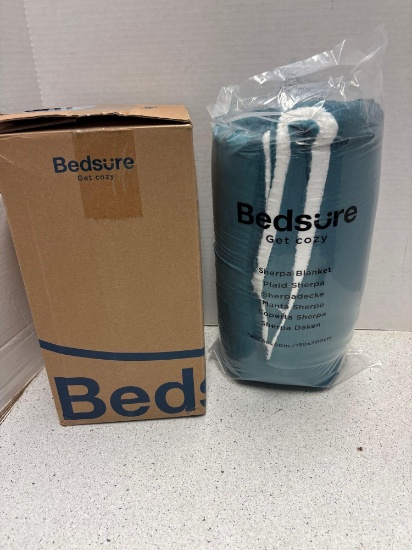 Bedsure
Get cozy
Beds
Bedsure
Get cozy
Sherpa Blanket
Plaid Sherpa
Sherpadecke
Manta Sherpa
Coperta Sherpa
Sherpa Deken